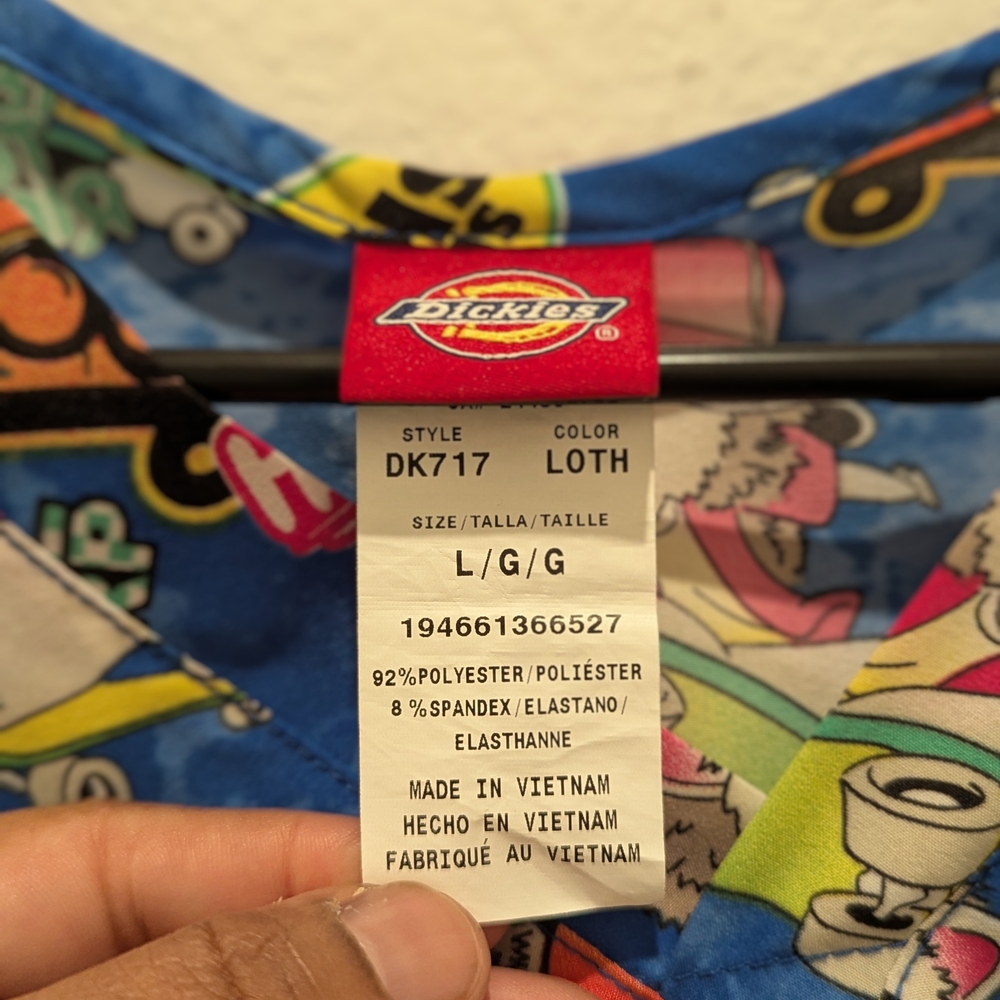 Dickies
®
STYLE COLOR
DK717 LOTH
SIZE/TALLA/TAILLE
L/G/G
194661366527
92%POLYESTER/POLIÉSTER
8 %SPANDEX/ELASTANO/
ELASTHANNE
MADE IN VIETNAM
HECHO EN VIETNAM
FABRIQUÉ AU VIETNAM